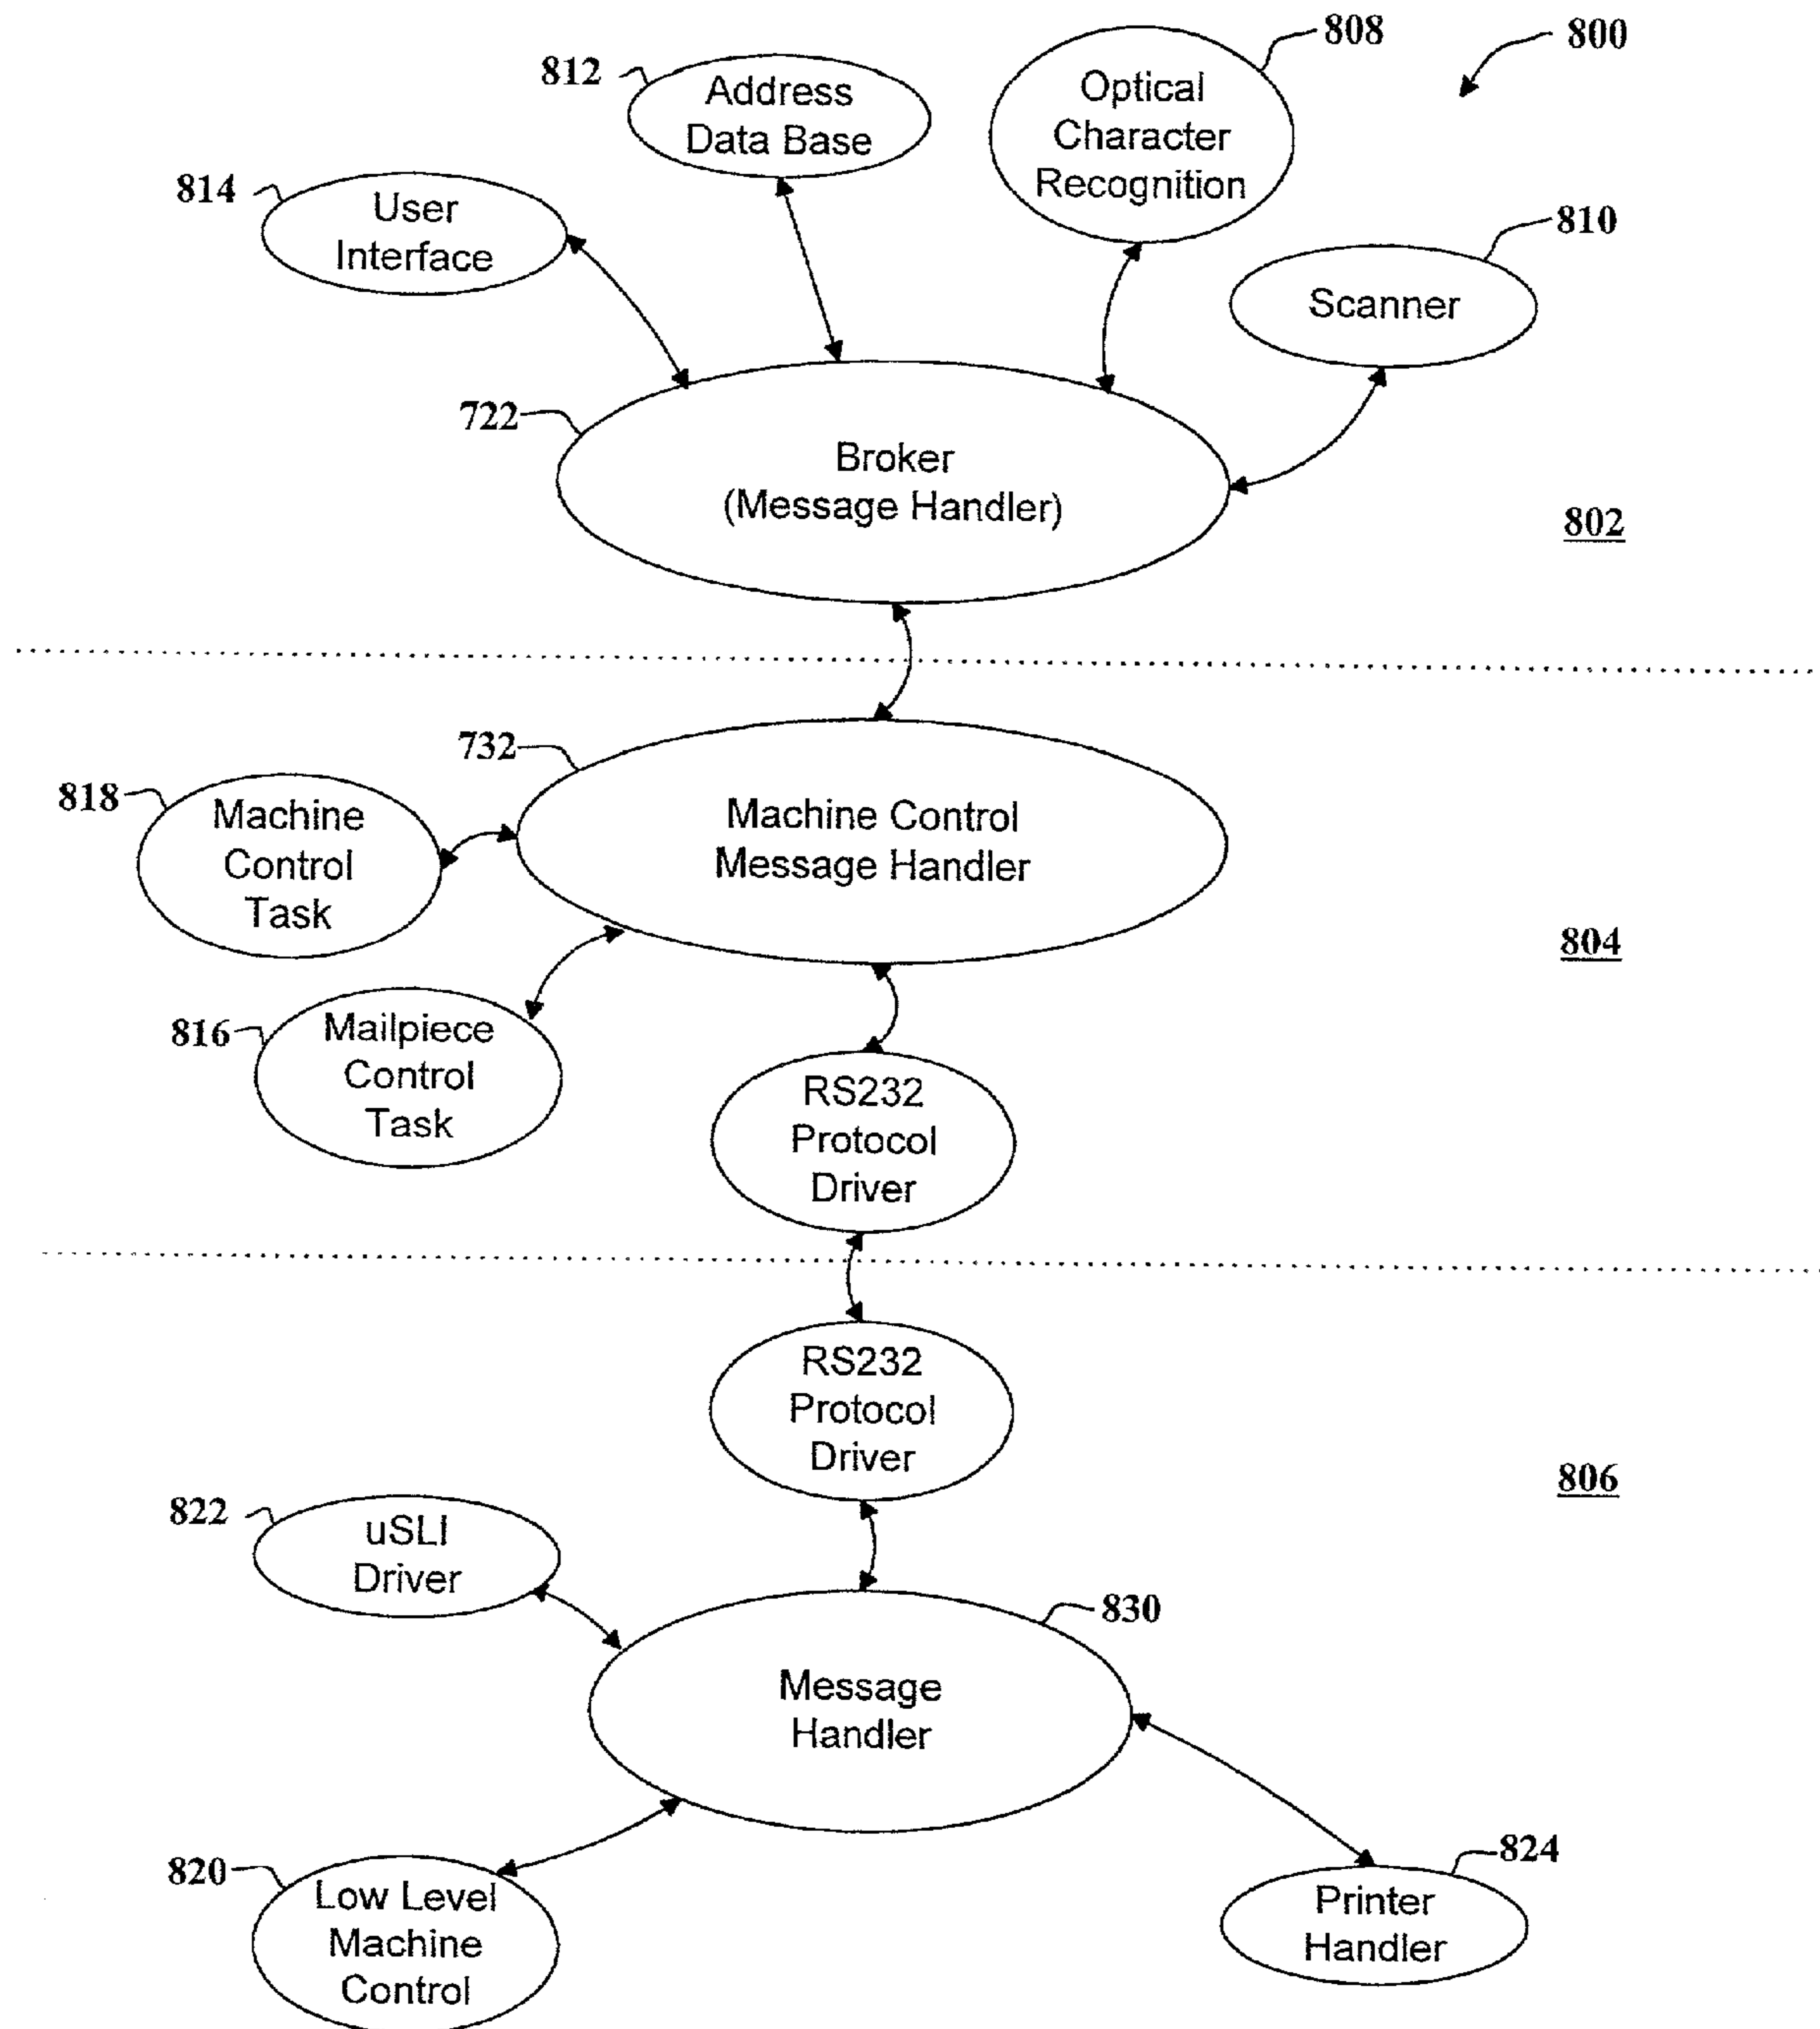 808
800
812
Address
Data Base
Optical
Character
Recognition
814
User
Interface
810
Scanner
722
Broker
(Message Handler)
802
732
Machine Control
Message Handler
818
Machine
Control
Task
804
816
Mailpiece
Control
Task
RS232
Protocol
Driver
RS232
Protocol
Driver
806
822
uSLI
Driver
830
Message
Handler
820
Low Level
Machine
Control
824
Printer
Handler